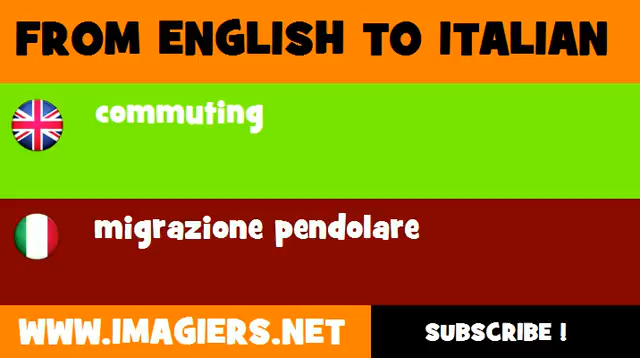 FROM ENGLISH TO ITALIAN
commuting
migrazione pendolare
WWW.IMAGIERS.NET
SUBSCRIBE !